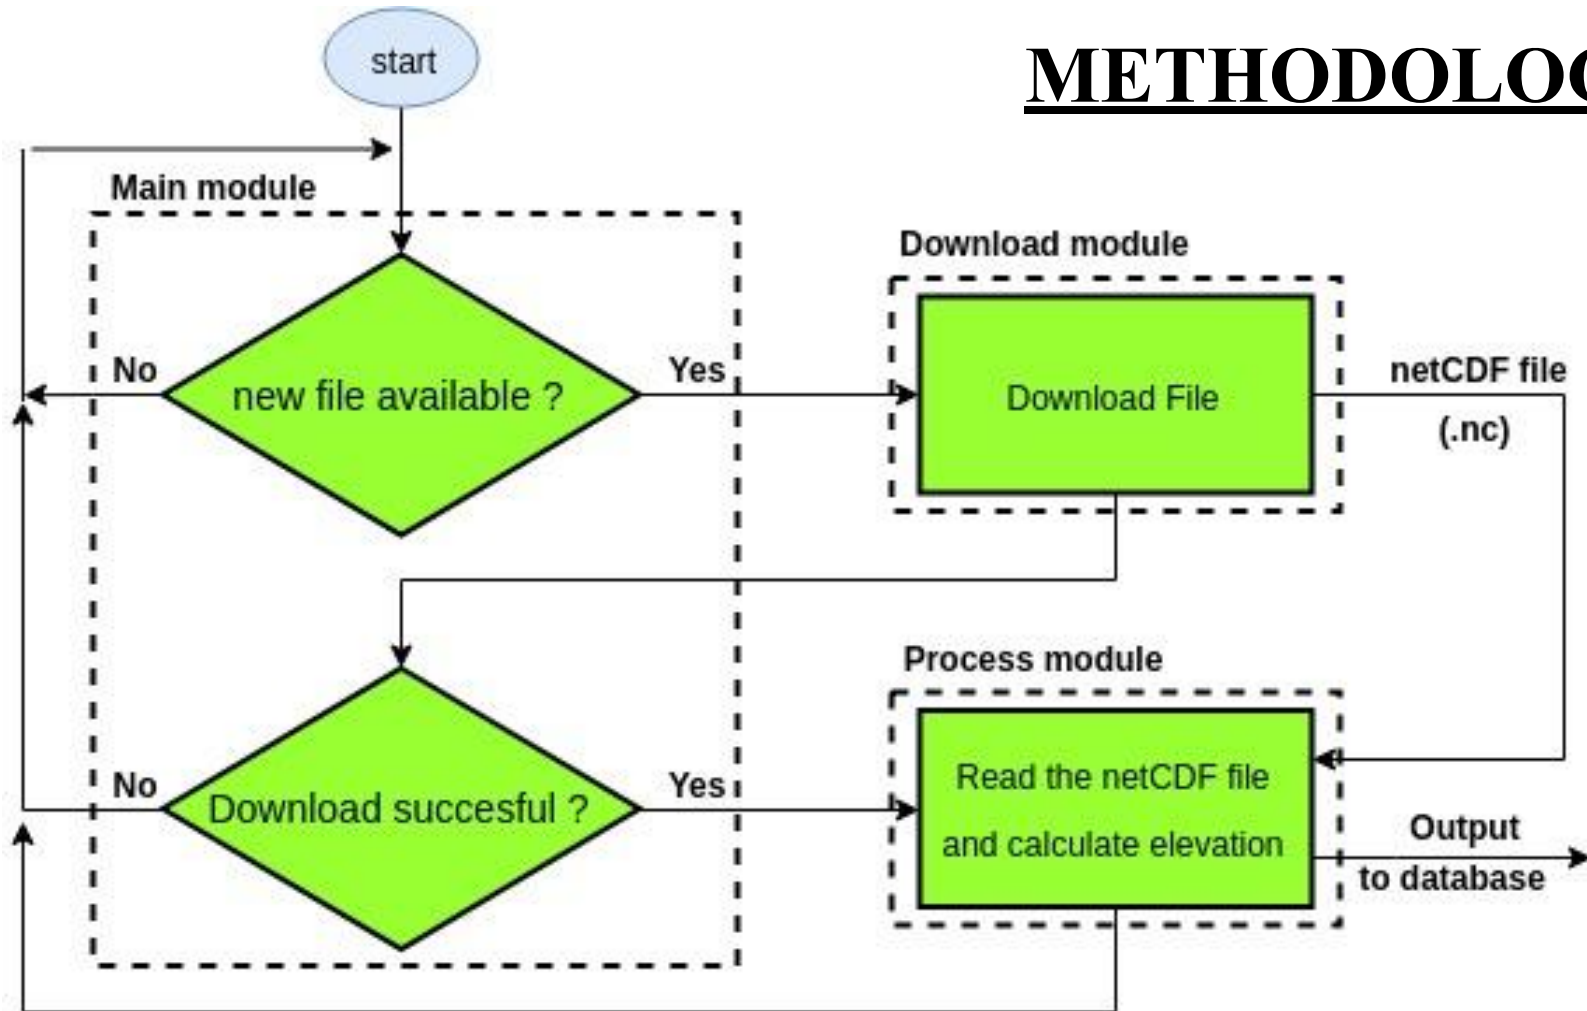 start
METHODOLOG
Main module
Download module
No
new file available ?
Yes
Download File
netCDF file
(.nc)
Process module
No
Download succesful ?
Yes
Read the netCDF file
and calculate elevation
Output
to database